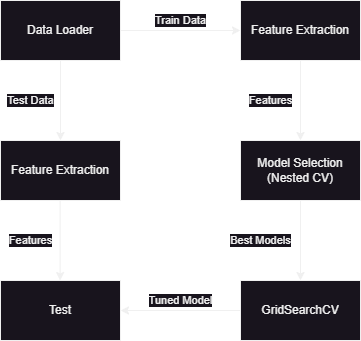 Data Loader
Train Data
Feature Extraction
Test Data
Features
Feature Extraction
Model Selection
(Nested CV)
Features
Best Models
Test
Tuned Model
GridSearchCV